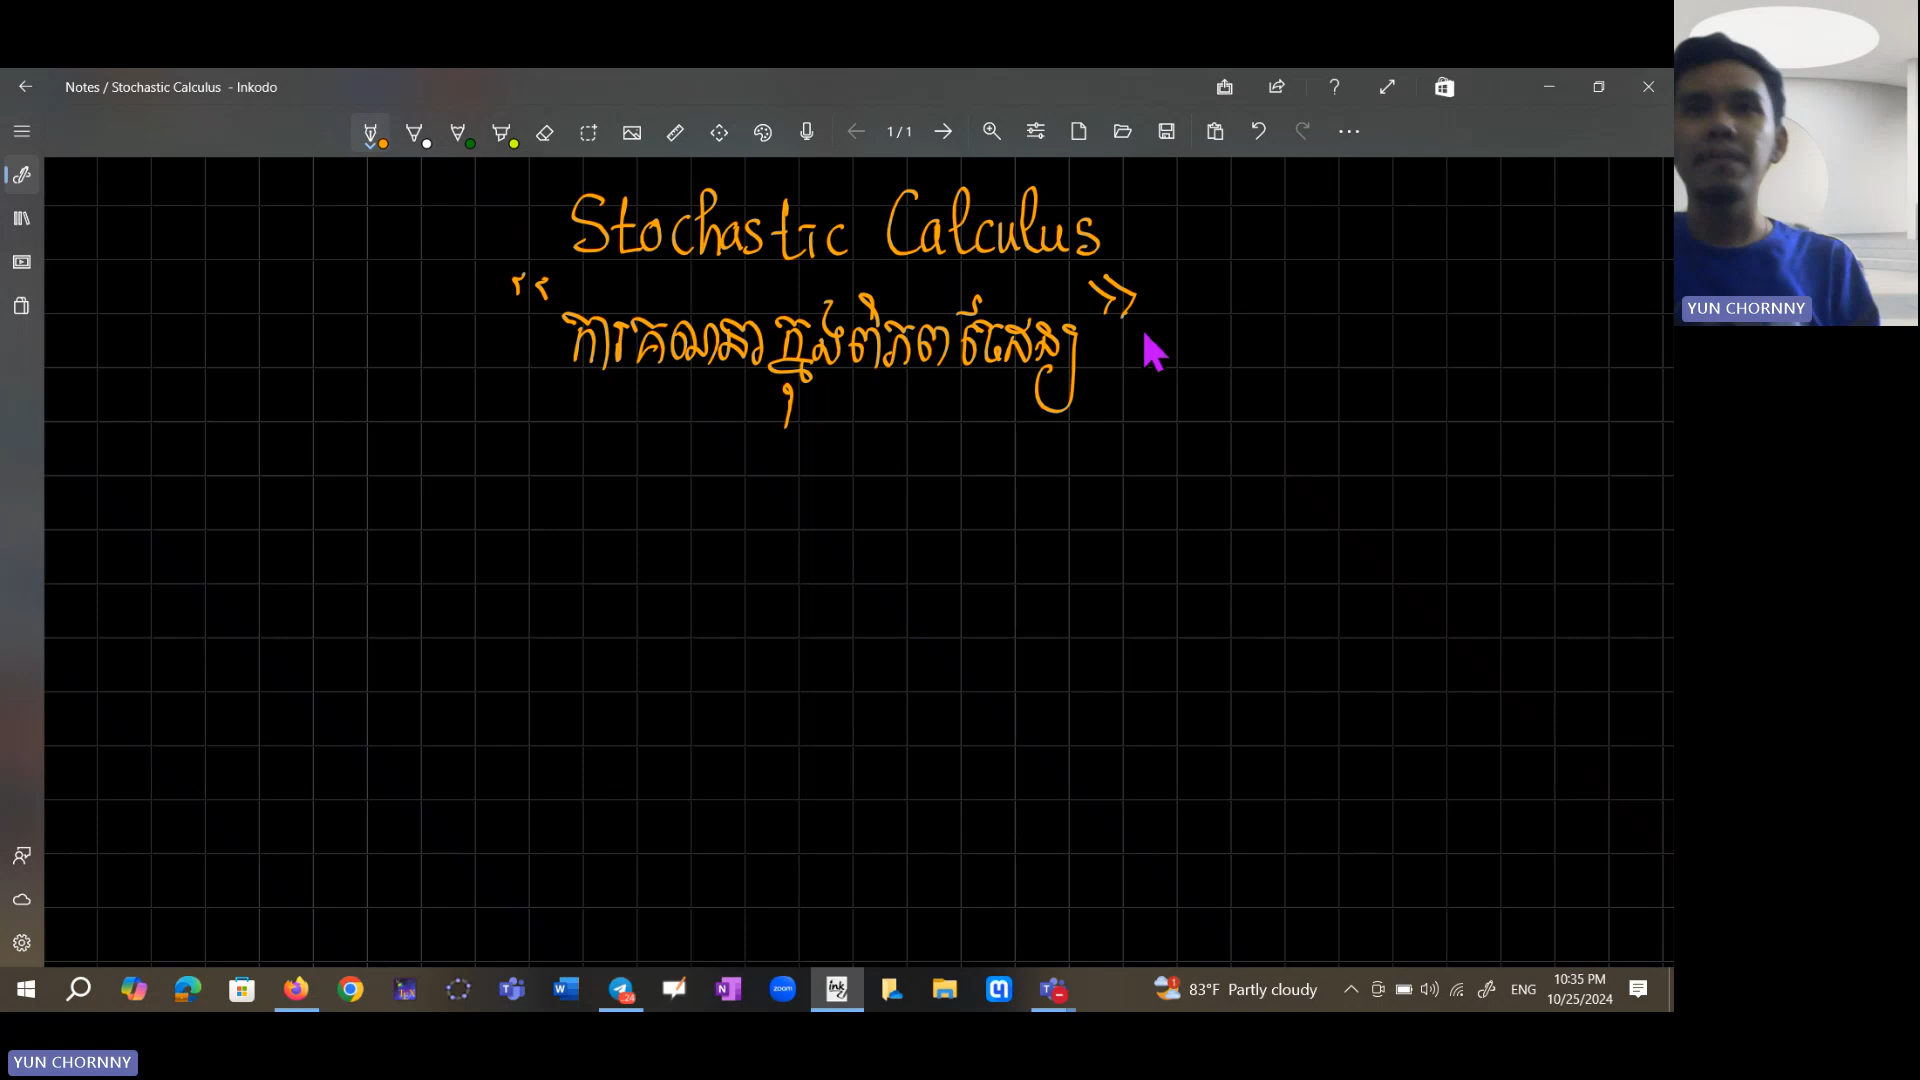 Notes / Stochastic Calculus - Inkodo
1 / 1
Stochastic Calculus
“ ការគណនាក្នុងពិភពចៃដន្យ ”
YUN CHORNNY
83°F Partly cloudy
ENG
10:35 PM
10/25/2024
YUN CHORNNY